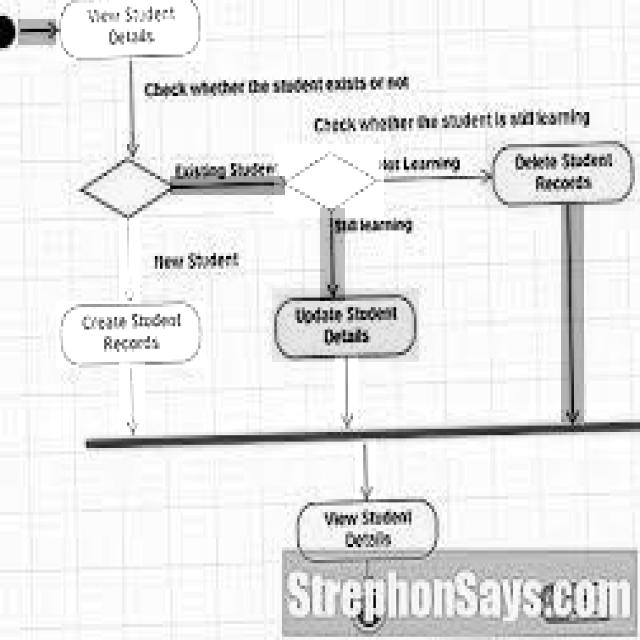 View Student
Details
Check whether the student exists or not
Check whether the student is still learning
Existing Student
Not Learning
Delete Student
Records
Still learning
New Student
Create Student
Records
Update Student
Details
View Student
Details
StrephonSays.com